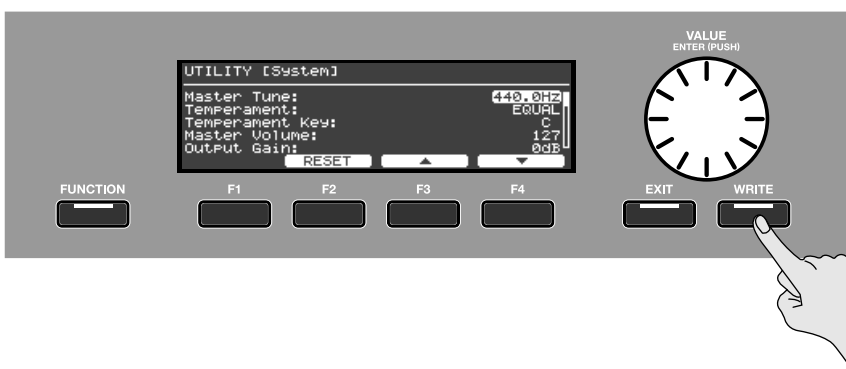 VALUE
ENTER (PUSH)
UTILITY [System]
Master Tune: 440.0Hz
Temperament: EQUAL
Temperament Key: C
Master Volume: 127
Output Gain: 0dB
RESET ▲ ▼
FUNCTION F1 F2 F3 F4 EXIT WRITE